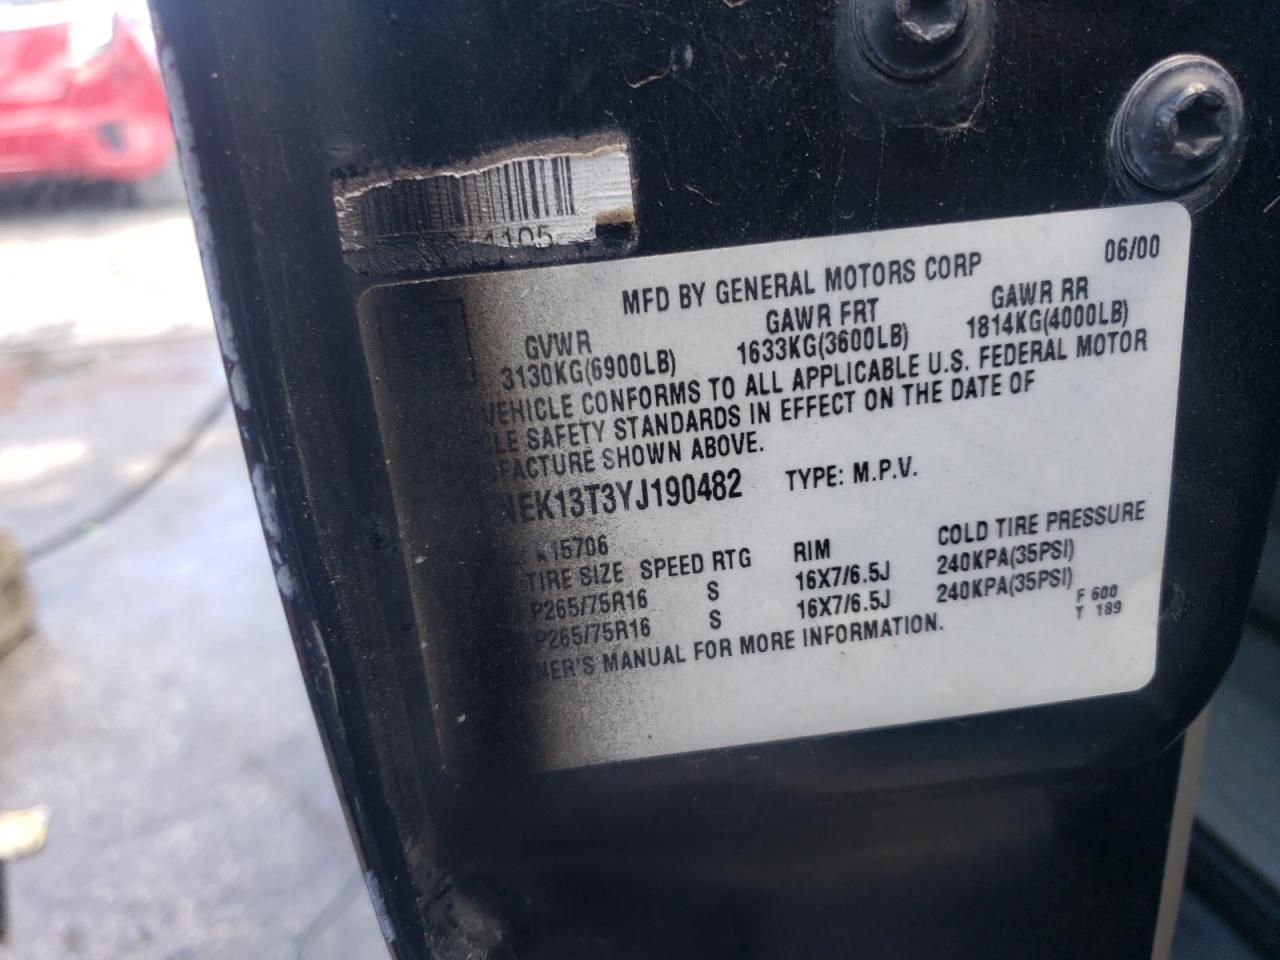 41105
MFD BY GENERAL MOTORS CORP 06/00
GVWR GAWR FRT GAWR RR
3130KG(6900LB) 1633KG(3600LB) 1814KG(4000LB)
VEHICLE CONFORMS TO ALL APPLICABLE U.S. FEDERAL MOTOR
CLE SAFETY STANDARDS IN EFFECT ON THE DATE OF
FACTURE SHOWN ABOVE.
EK13T3YJ190482 TYPE: M.P.V.
K15706
TIRE SIZE SPEED RTG RIM COLD TIRE PRESSURE
P265/75R16 S 16X7/6.5J 240KPA(35PSI)
P265/75R16 S 16X7/6.5J 240KPA(35PSI)
NER'S MANUAL FOR MORE INFORMATION.
F 600
T 189